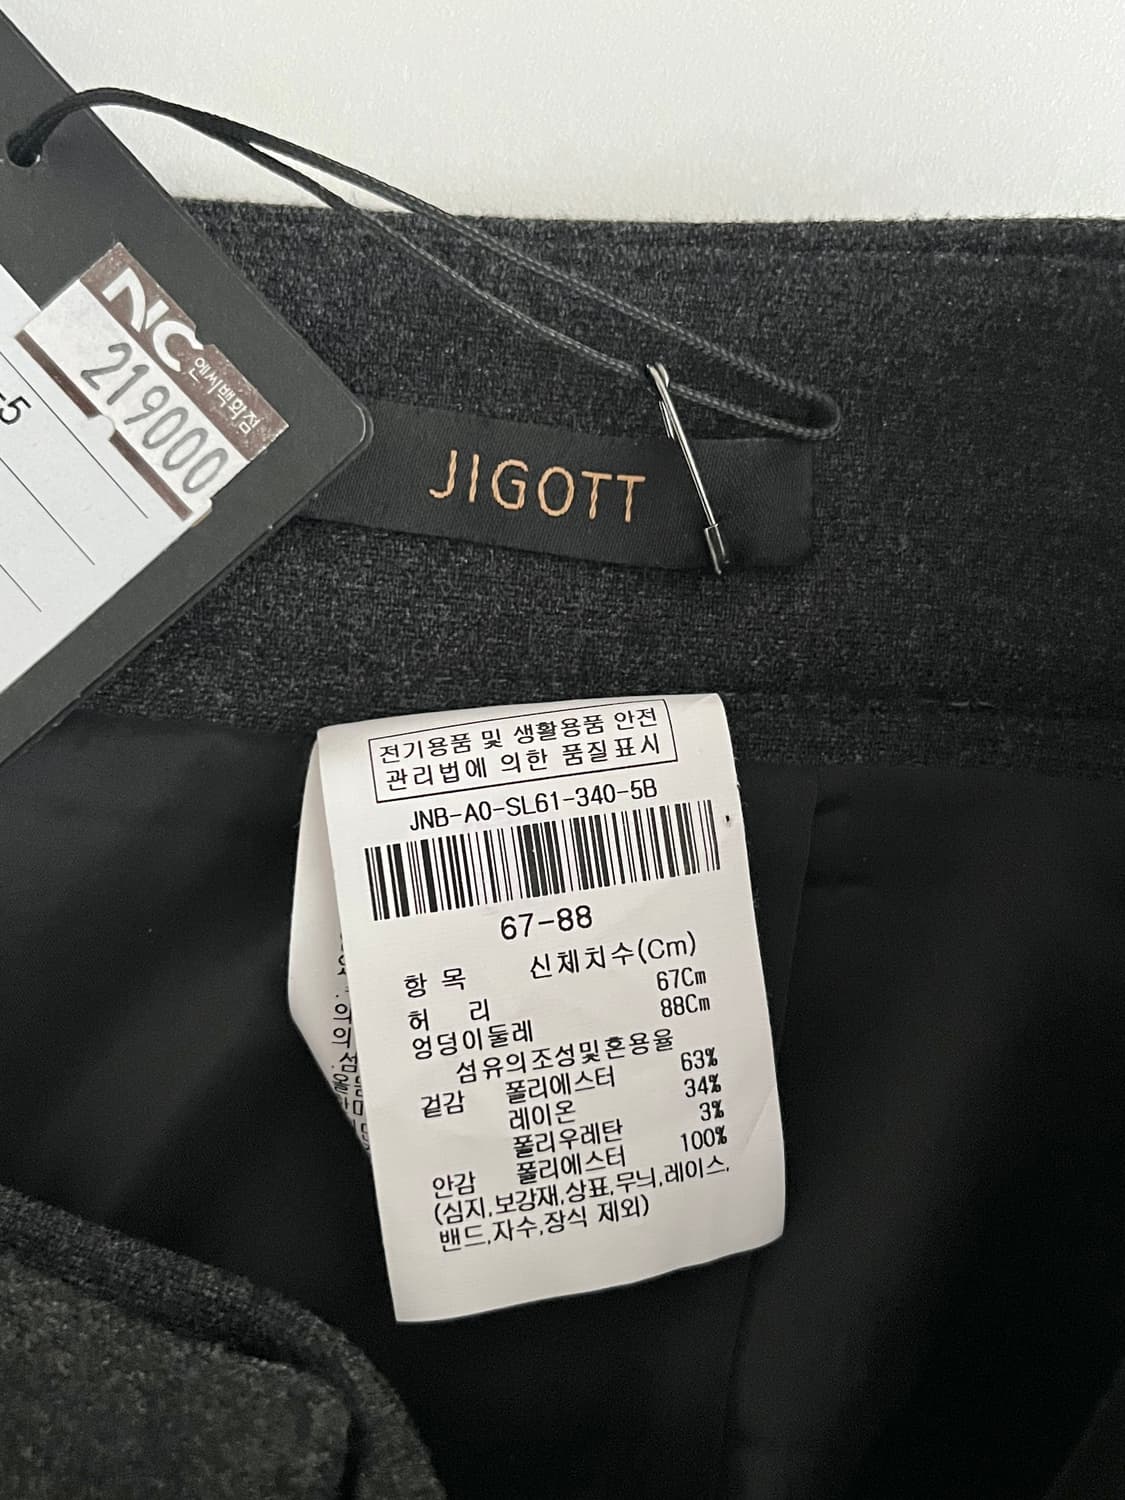 NC 엔씨백화점
219000
-5
JIGOTT
전기용품 및 생활용품 안전
관리법에 의한 품질표시
JNB-A0-SL61-340-5B
67-88
항 목 신체치수(Cm)
허 리 67Cm
엉덩이둘레 88Cm
섬유의조성및혼용율
겉감 폴리에스터 63%
레이온 34%
폴리우레탄 3%
안감 폴리에스터 100%
(심지,보강재,상표,무늬,레이스,
밴드,자수,장식 제외)